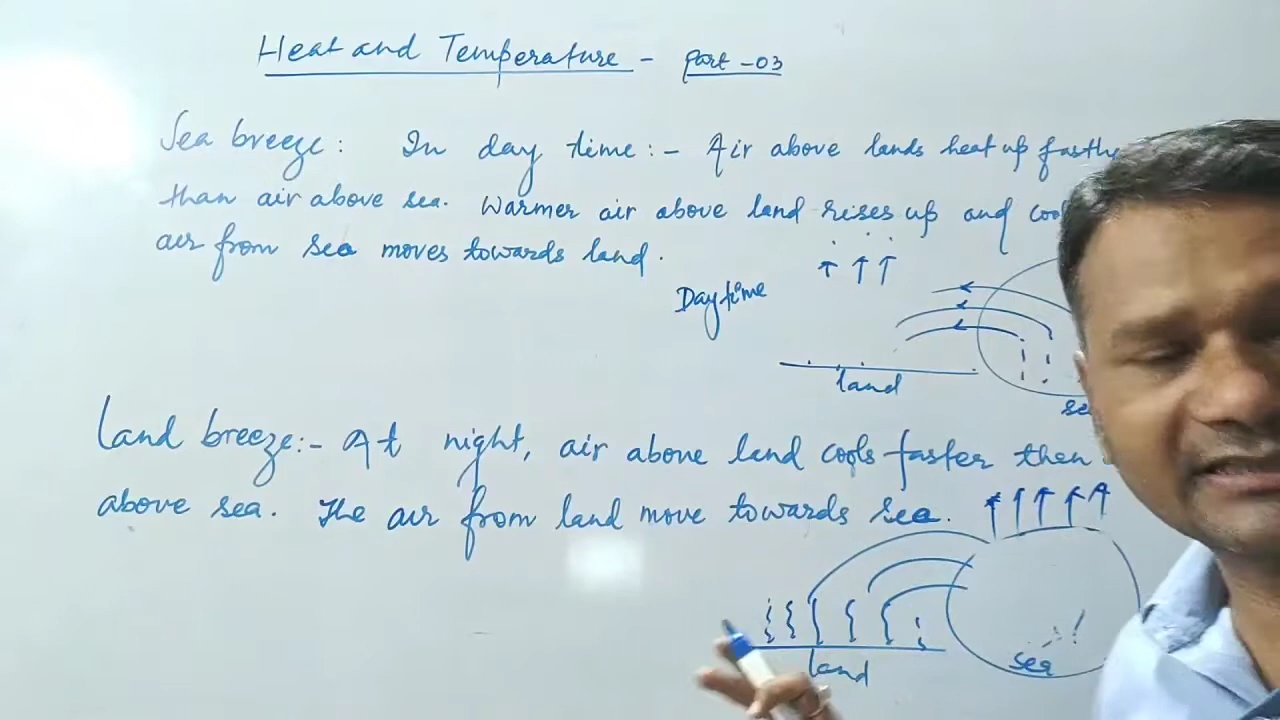 Heat and Temperature - Part -03
Sea breeze: In day time:- Air above lands heat up
than air above sea. Warmer air above land rises up and
air from sea moves towards land.
Daytime
land
Land breeze:- At night, air above land cools faster then
above sea. The air from land move towards sea.
sea
land